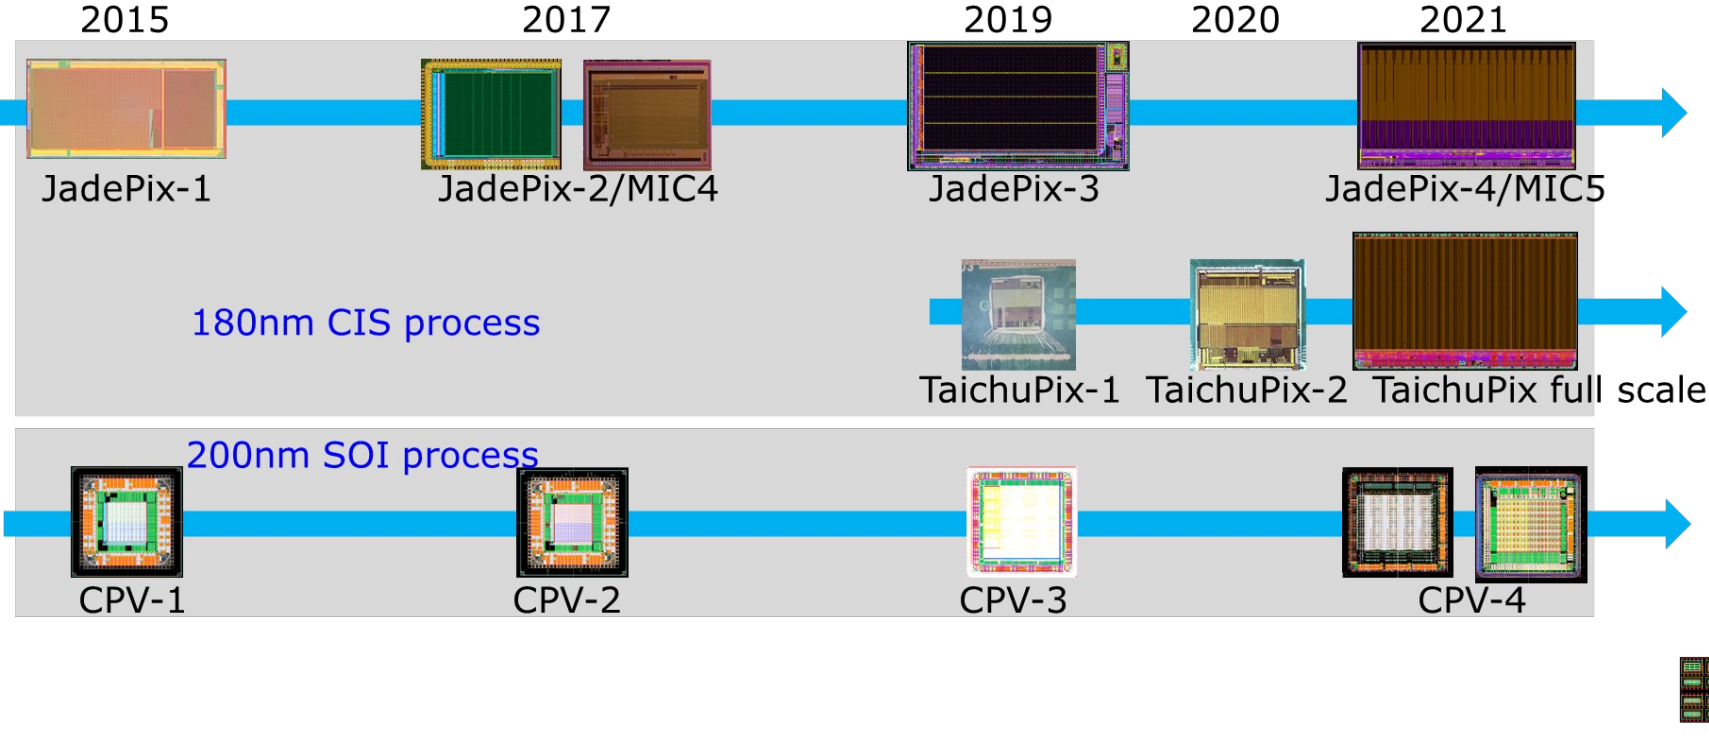 2015 2017 2019 2020 2021
JadePix-1 JadePix-2/MIC4 JadePix-3 JadePix-4/MIC5
180nm CIS process
TaichuPix-1 TaichuPix-2 TaichuPix full scale
200nm SOI process
CPV-1 CPV-2 CPV-3 CPV-4